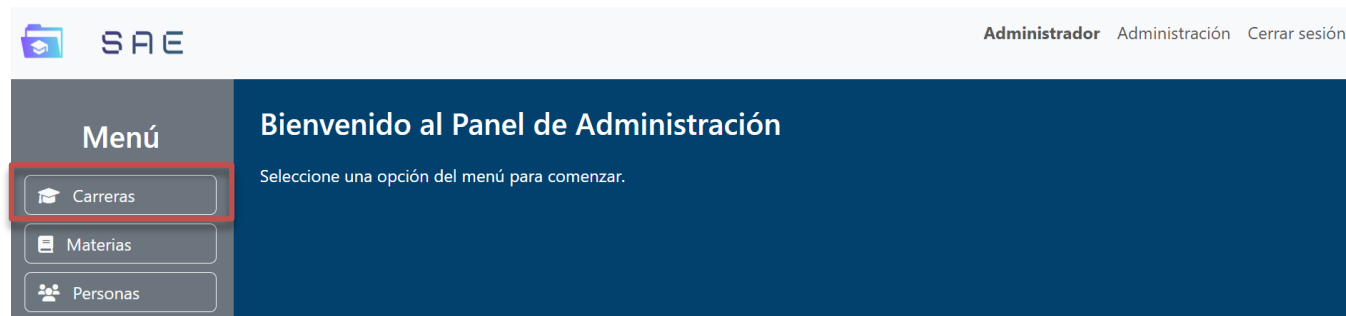 SAE
Administrador Administración Cerrar sesión
Menú
Carreras
Materias
Personas
Bienvenido al Panel de Administración
Seleccione una opción del menú para comenzar.